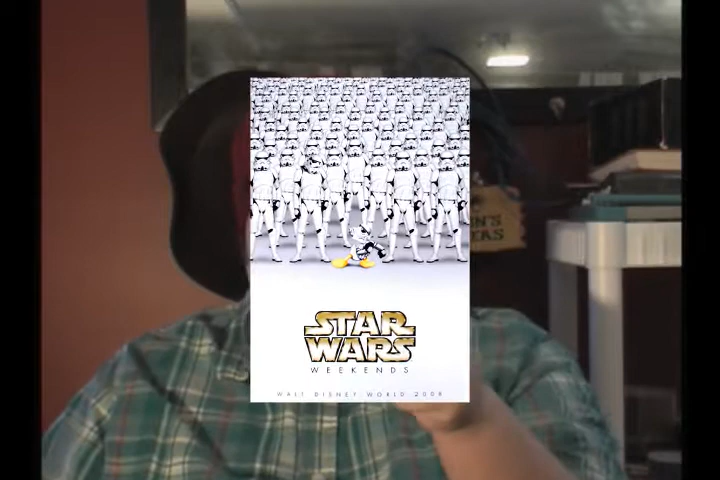 STAR
WARS
WEEKENDS
WALT DISNEY WORLD 2008